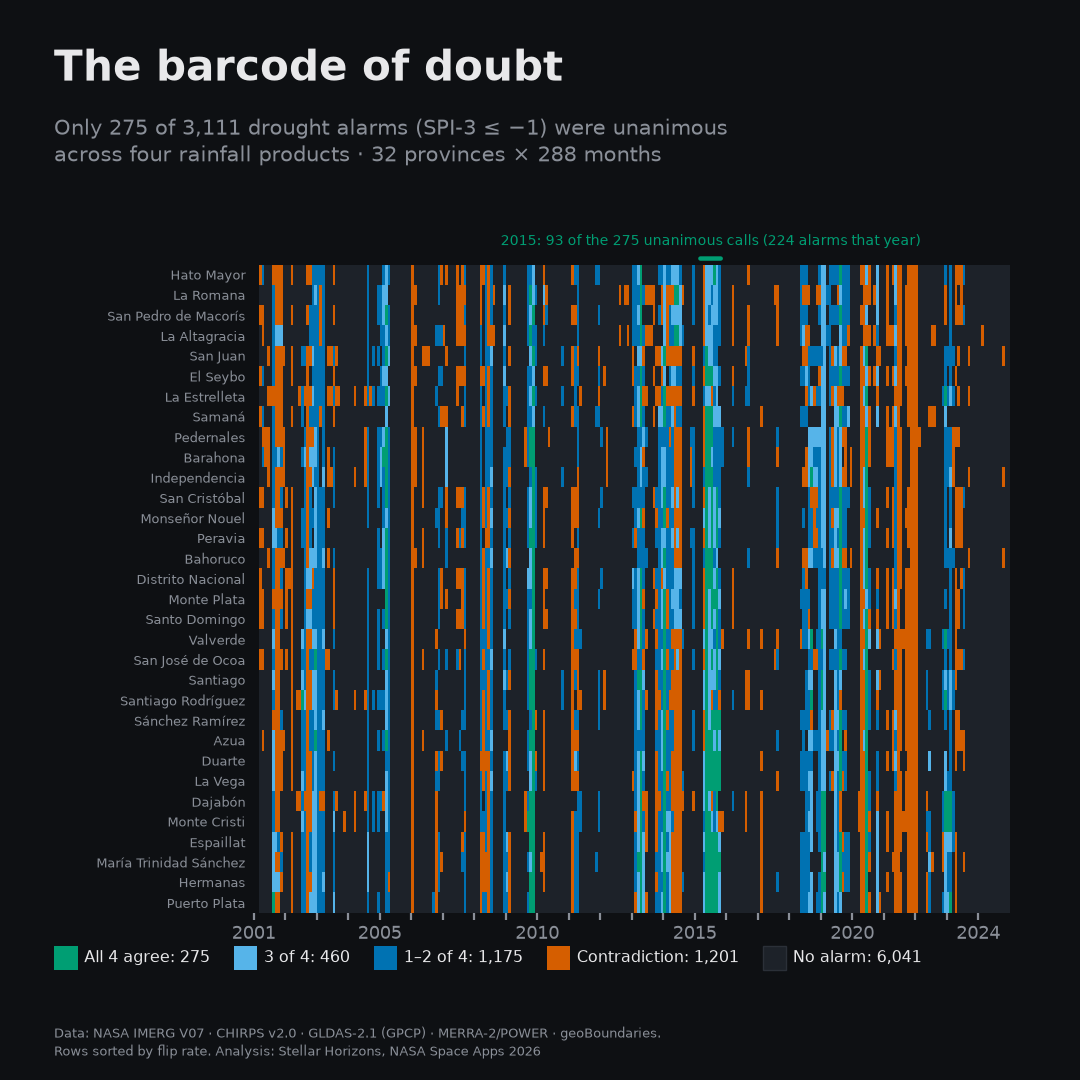 The barcode of doubt
Only 275 of 3,111 drought alarms (SPI-3 ≤ −1) were unanimous
across four rainfall products · 32 provinces × 288 months
2015: 93 of the 275 unanimous calls (224 alarms that year)
Hato Mayor
La Romana
San Pedro de Macorís
La Altagracia
San Juan
El Seybo
La Estrelleta
Samaná
Pedernales
Barahona
Independencia
San Cristóbal
Monseñor Nouel
Peravia
Bahoruco
Distrito Nacional
Monte Plata
Santo Domingo
Valverde
San José de Ocoa
Santiago
Santiago Rodríguez
Sánchez Ramírez
Azua
Duarte
La Vega
Dajabón
Monte Cristi
Espaillat
María Trinidad Sánchez
Hermanas
Puerto Plata
2001 2005 2010 2015 2020 2024
All 4 agree: 275 3 of 4: 460 1–2 of 4: 1,175 Contradiction: 1,201 No alarm: 6,041
Data: NASA IMERG V07 · CHIRPS v2.0 · GLDAS-2.1 (GPCP) · MERRA-2/POWER · geoBoundaries.
Rows sorted by flip rate. Analysis: Stellar Horizons, NASA Space Apps 2026